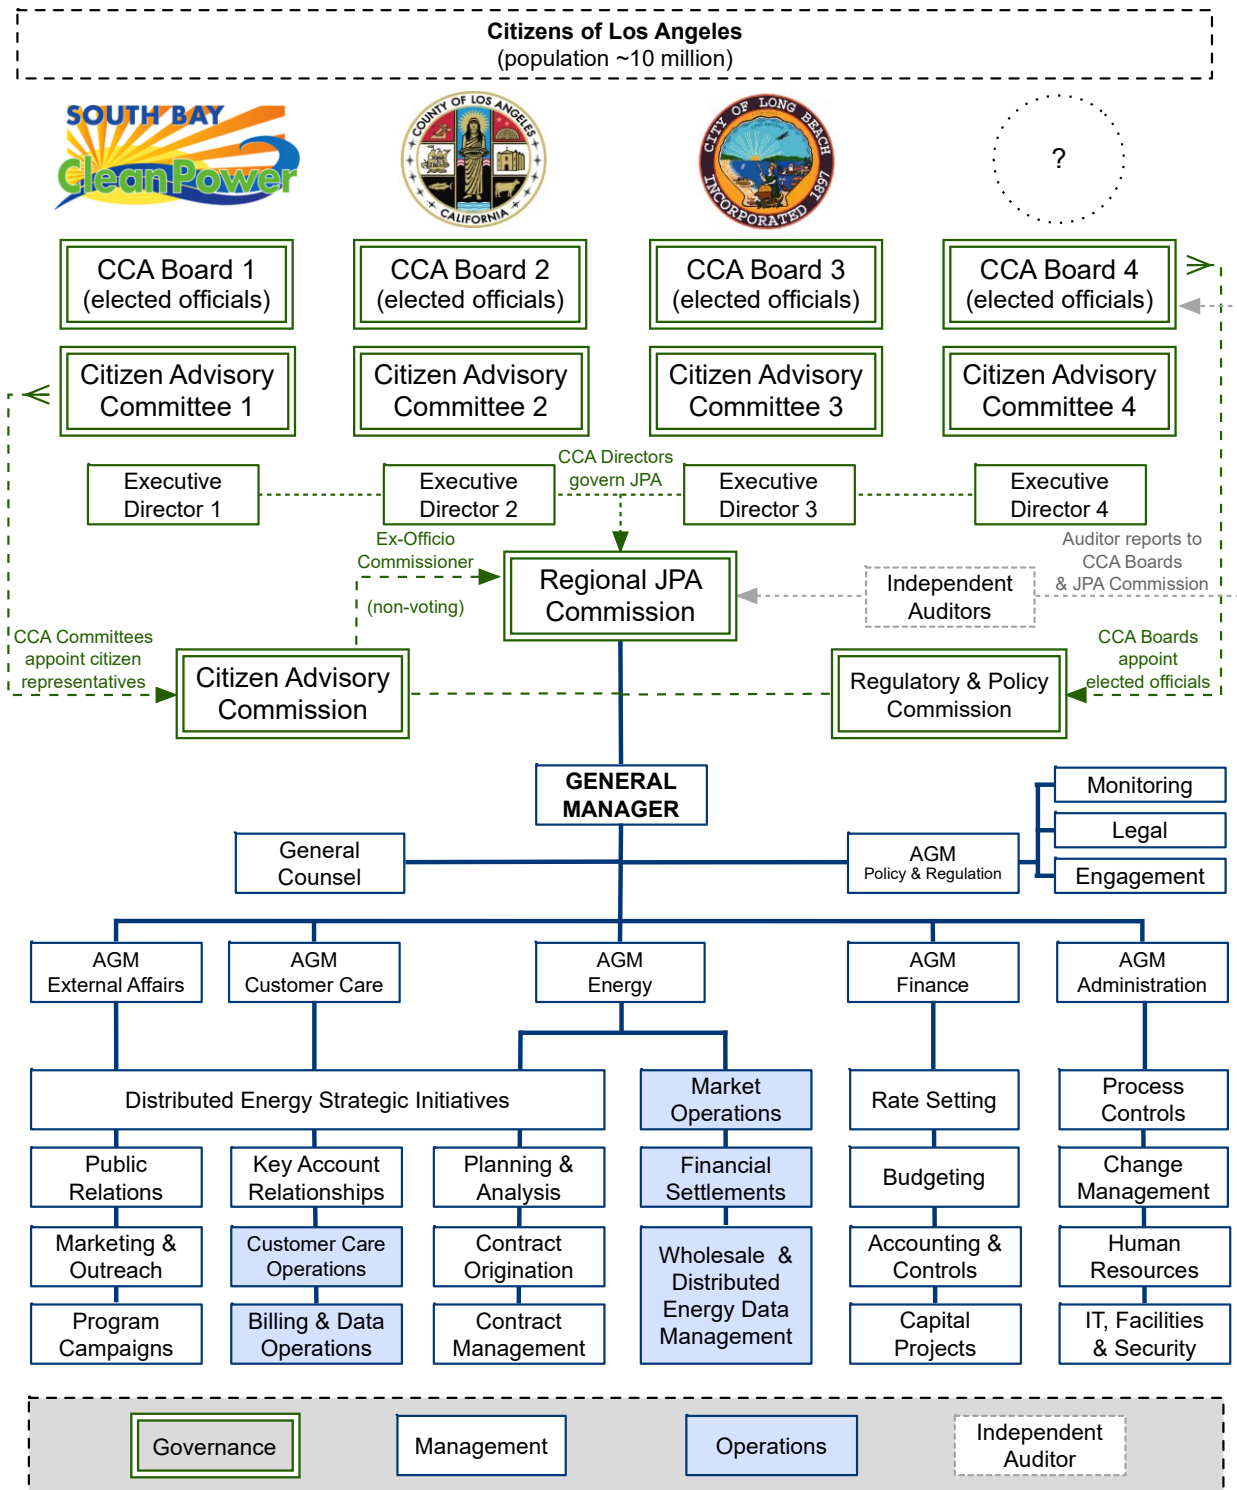 Citizens of Los Angeles
(population ~10 million)
SOUTH BAY
CleanPower
COUNTY OF LOS ANGELES
CALIFORNIA
CITY OF LONG BEACH
INCORPORATED 1897
?
CCA Board 1
(elected officials)
CCA Board 2
(elected officials)
CCA Board 3
(elected officials)
CCA Board 4
(elected officials)
Citizen Advisory
Committee 1
Citizen Advisory
Committee 2
Citizen Advisory
Committee 3
Citizen Advisory
Committee 4
Executive
Director 1
Executive
Director 2
CCA Directors
govern JPA
Executive
Director 3
Executive
Director 4
Ex-Officio
Commissioner
(non-voting)
Regional JPA
Commission
Independent
Auditors
Auditor reports to
CCA Boards
& JPA Commission
CCA Committees
appoint citizen
representatives
Citizen Advisory
Commission
Regulatory & Policy
Commission
CCA Boards
appoint
elected officials
GENERAL
MANAGER
General
Counsel
AGM
Policy & Regulation
Monitoring
Legal
Engagement
AGM
External Affairs
AGM
Customer Care
AGM
Energy
AGM
Finance
AGM
Administration
Distributed Energy Strategic Initiatives
Market
Operations
Rate Setting
Process
Controls
Public
Relations
Key Account
Relationships
Planning &
Analysis
Financial
Settlements
Budgeting
Change
Management
Marketing &
Outreach
Customer Care
Operations
Contract
Origination
Wholesale &
Distributed
Energy Data
Management
Accounting &
Controls
Human
Resources
Program
Campaigns
Billing & Data
Operations
Contract
Management
Capital
Projects
IT, Facilities
& Security
Governance
Management
Operations
Independent
Auditor